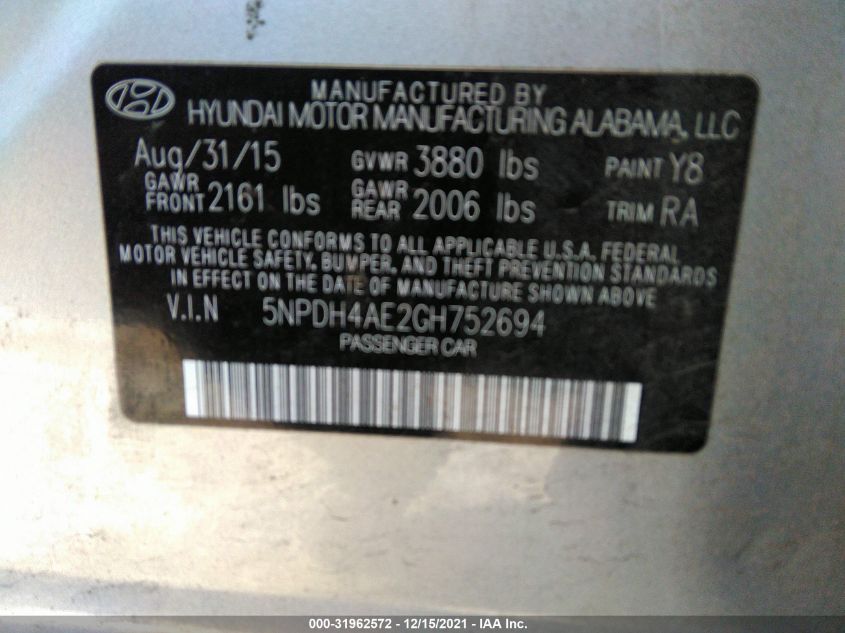 MANUFACTURED BY
HYUNDAI MOTOR MANUFACTURING ALABAMA, LLC
Aug/31/15 GVWR 3880 lbs PAINT Y8
GAWR FRONT 2161 lbs GAWR REAR 2006 lbs TRIM RA
THIS VEHICLE CONFORMS TO ALL APPLICABLE U.S.A. FEDERAL
MOTOR VEHICLE SAFETY, BUMPER, AND THEFT PREVENTION STANDARDS
IN EFFECT ON THE DATE OF MANUFACTURE SHOWN ABOVE.
V.I.N 5NPDH4AE2GH752694
PASSENGER CAR
000-31962572 - 12/15/2021 - IAA Inc.